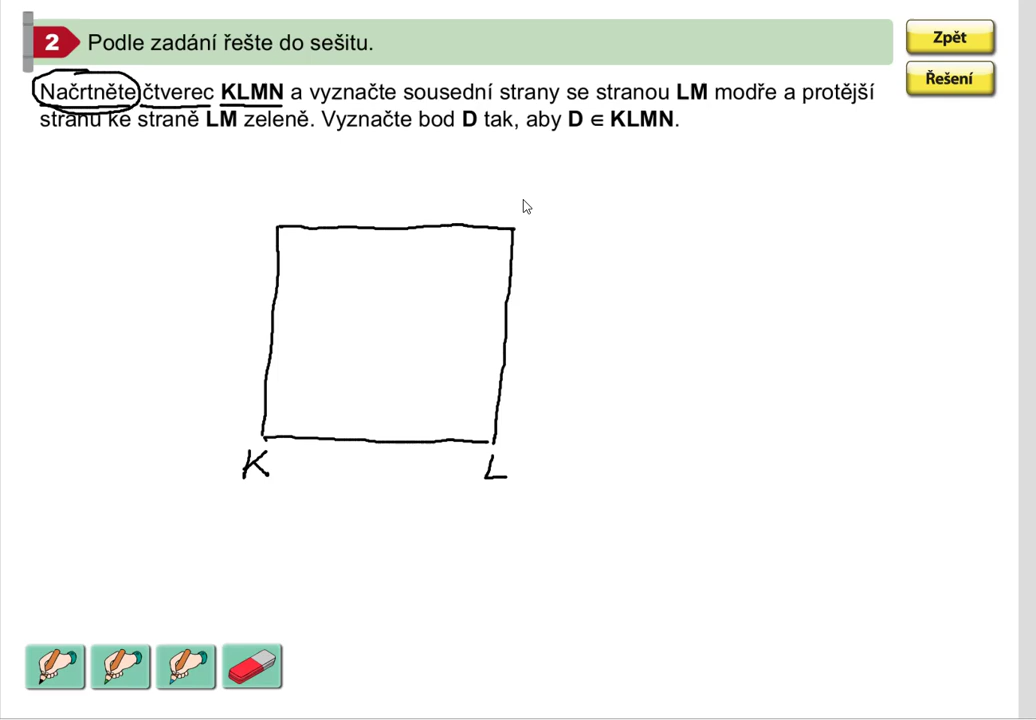 2 Podle zadání řešte do sešitu.
Zpět
Řešení
Načrtněte čtverec KLMN a vyznačte sousední strany se stranou LM modře a protější
stranu ke straně LM zeleně. Vyznačte bod D tak, aby D ∈ KLMN.
K L